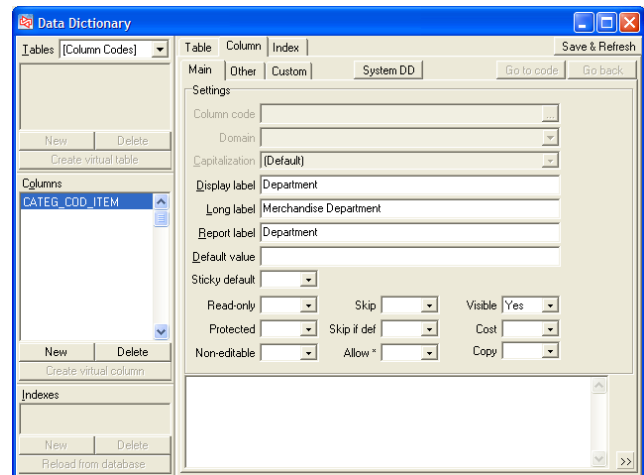 Data Dictionary
Tables [Column Codes]
New Delete
Create virtual table
Columns
CATEG_COD_ITEM
New Delete
Create virtual column
Indexes
New Delete
Reload from database
Table Column Index Save & Refresh
Main Other Custom System DD Go to code Go back
Settings
Column code ...
Domain
Capitalization (Default)
Display label Department
Long label Merchandise Department
Report label Department
Default value
Sticky default
Read-only Skip Visible Yes
Protected Skip if def Cost
Non-editable Allow * Copy
>>